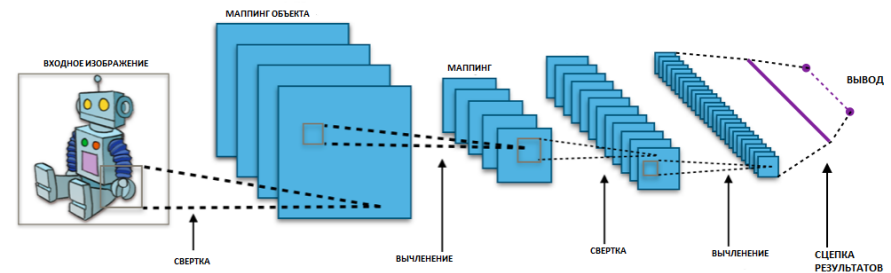 МАППИНГ ОБЪЕКТА
ВХОДНОЕ ИЗОБРАЖЕНИЕ
МАППИНГ
ВЫВОД
СВЕРТКА
ВЫЧЛЕНЕНИЕ
СВЕРТКА
ВЫЧЛЕНЕНИЕ
СЦЕПКА
РЕЗУЛЬТАТОВ